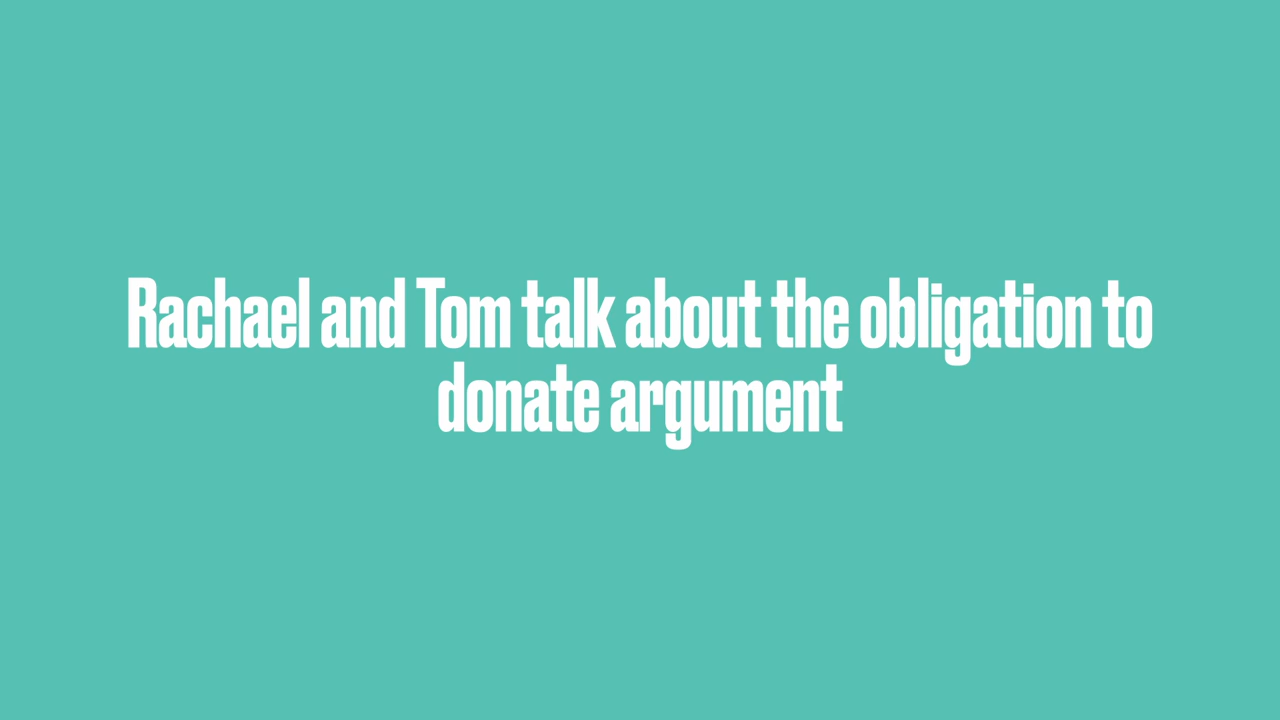 Rachael and Tom talk about the obligation to
donate argument